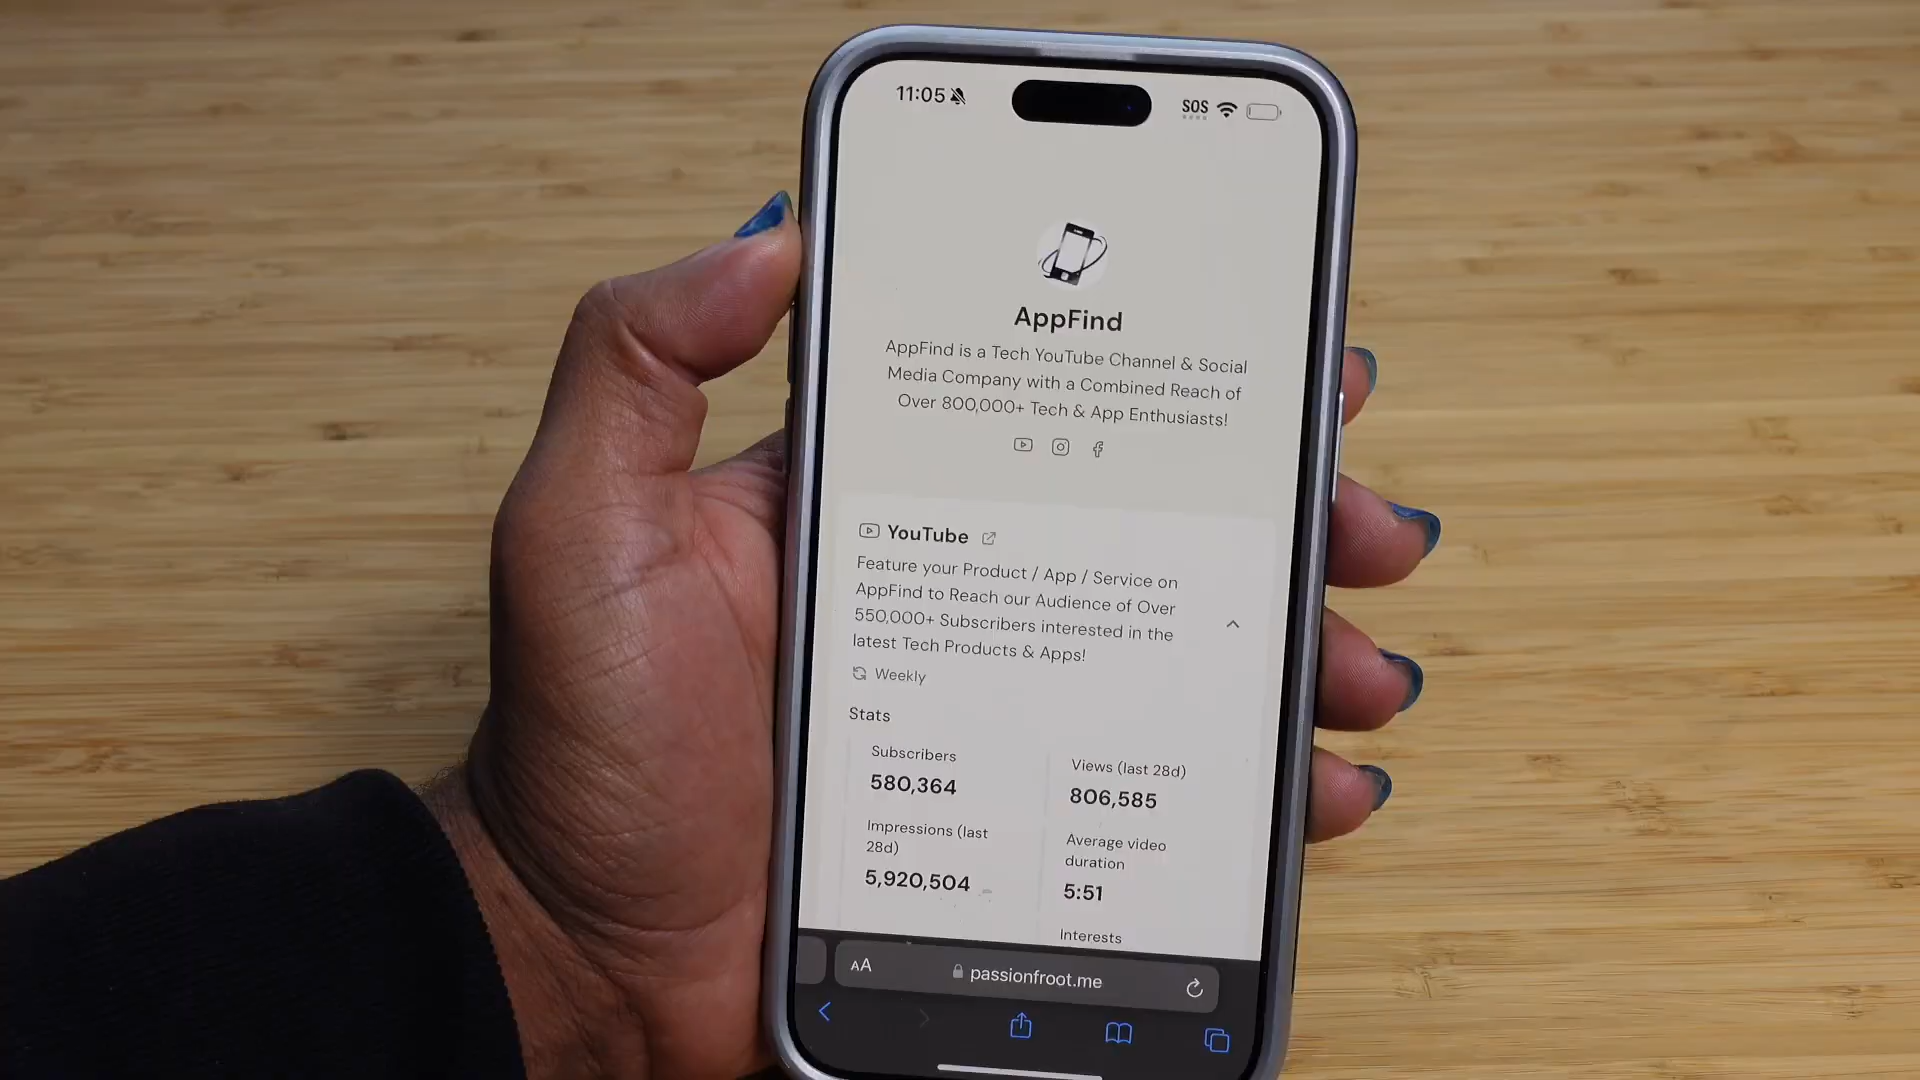 11:05
SOS
AppFind
AppFind is a Tech YouTube Channel & Social
Media Company with a Combined Reach of
Over 800,000+ Tech & App Enthusiasts!
YouTube
Feature your Product / App / Service on
AppFind to Reach our Audience of Over
550,000+ Subscribers interested in the
latest Tech Products & Apps!
Weekly
Stats
Subscribers
580,364
Views (last 28d)
806,585
Impressions (last
28d)
5,920,504
Average video
duration
5:51
Interests
AA
passionfroot.me